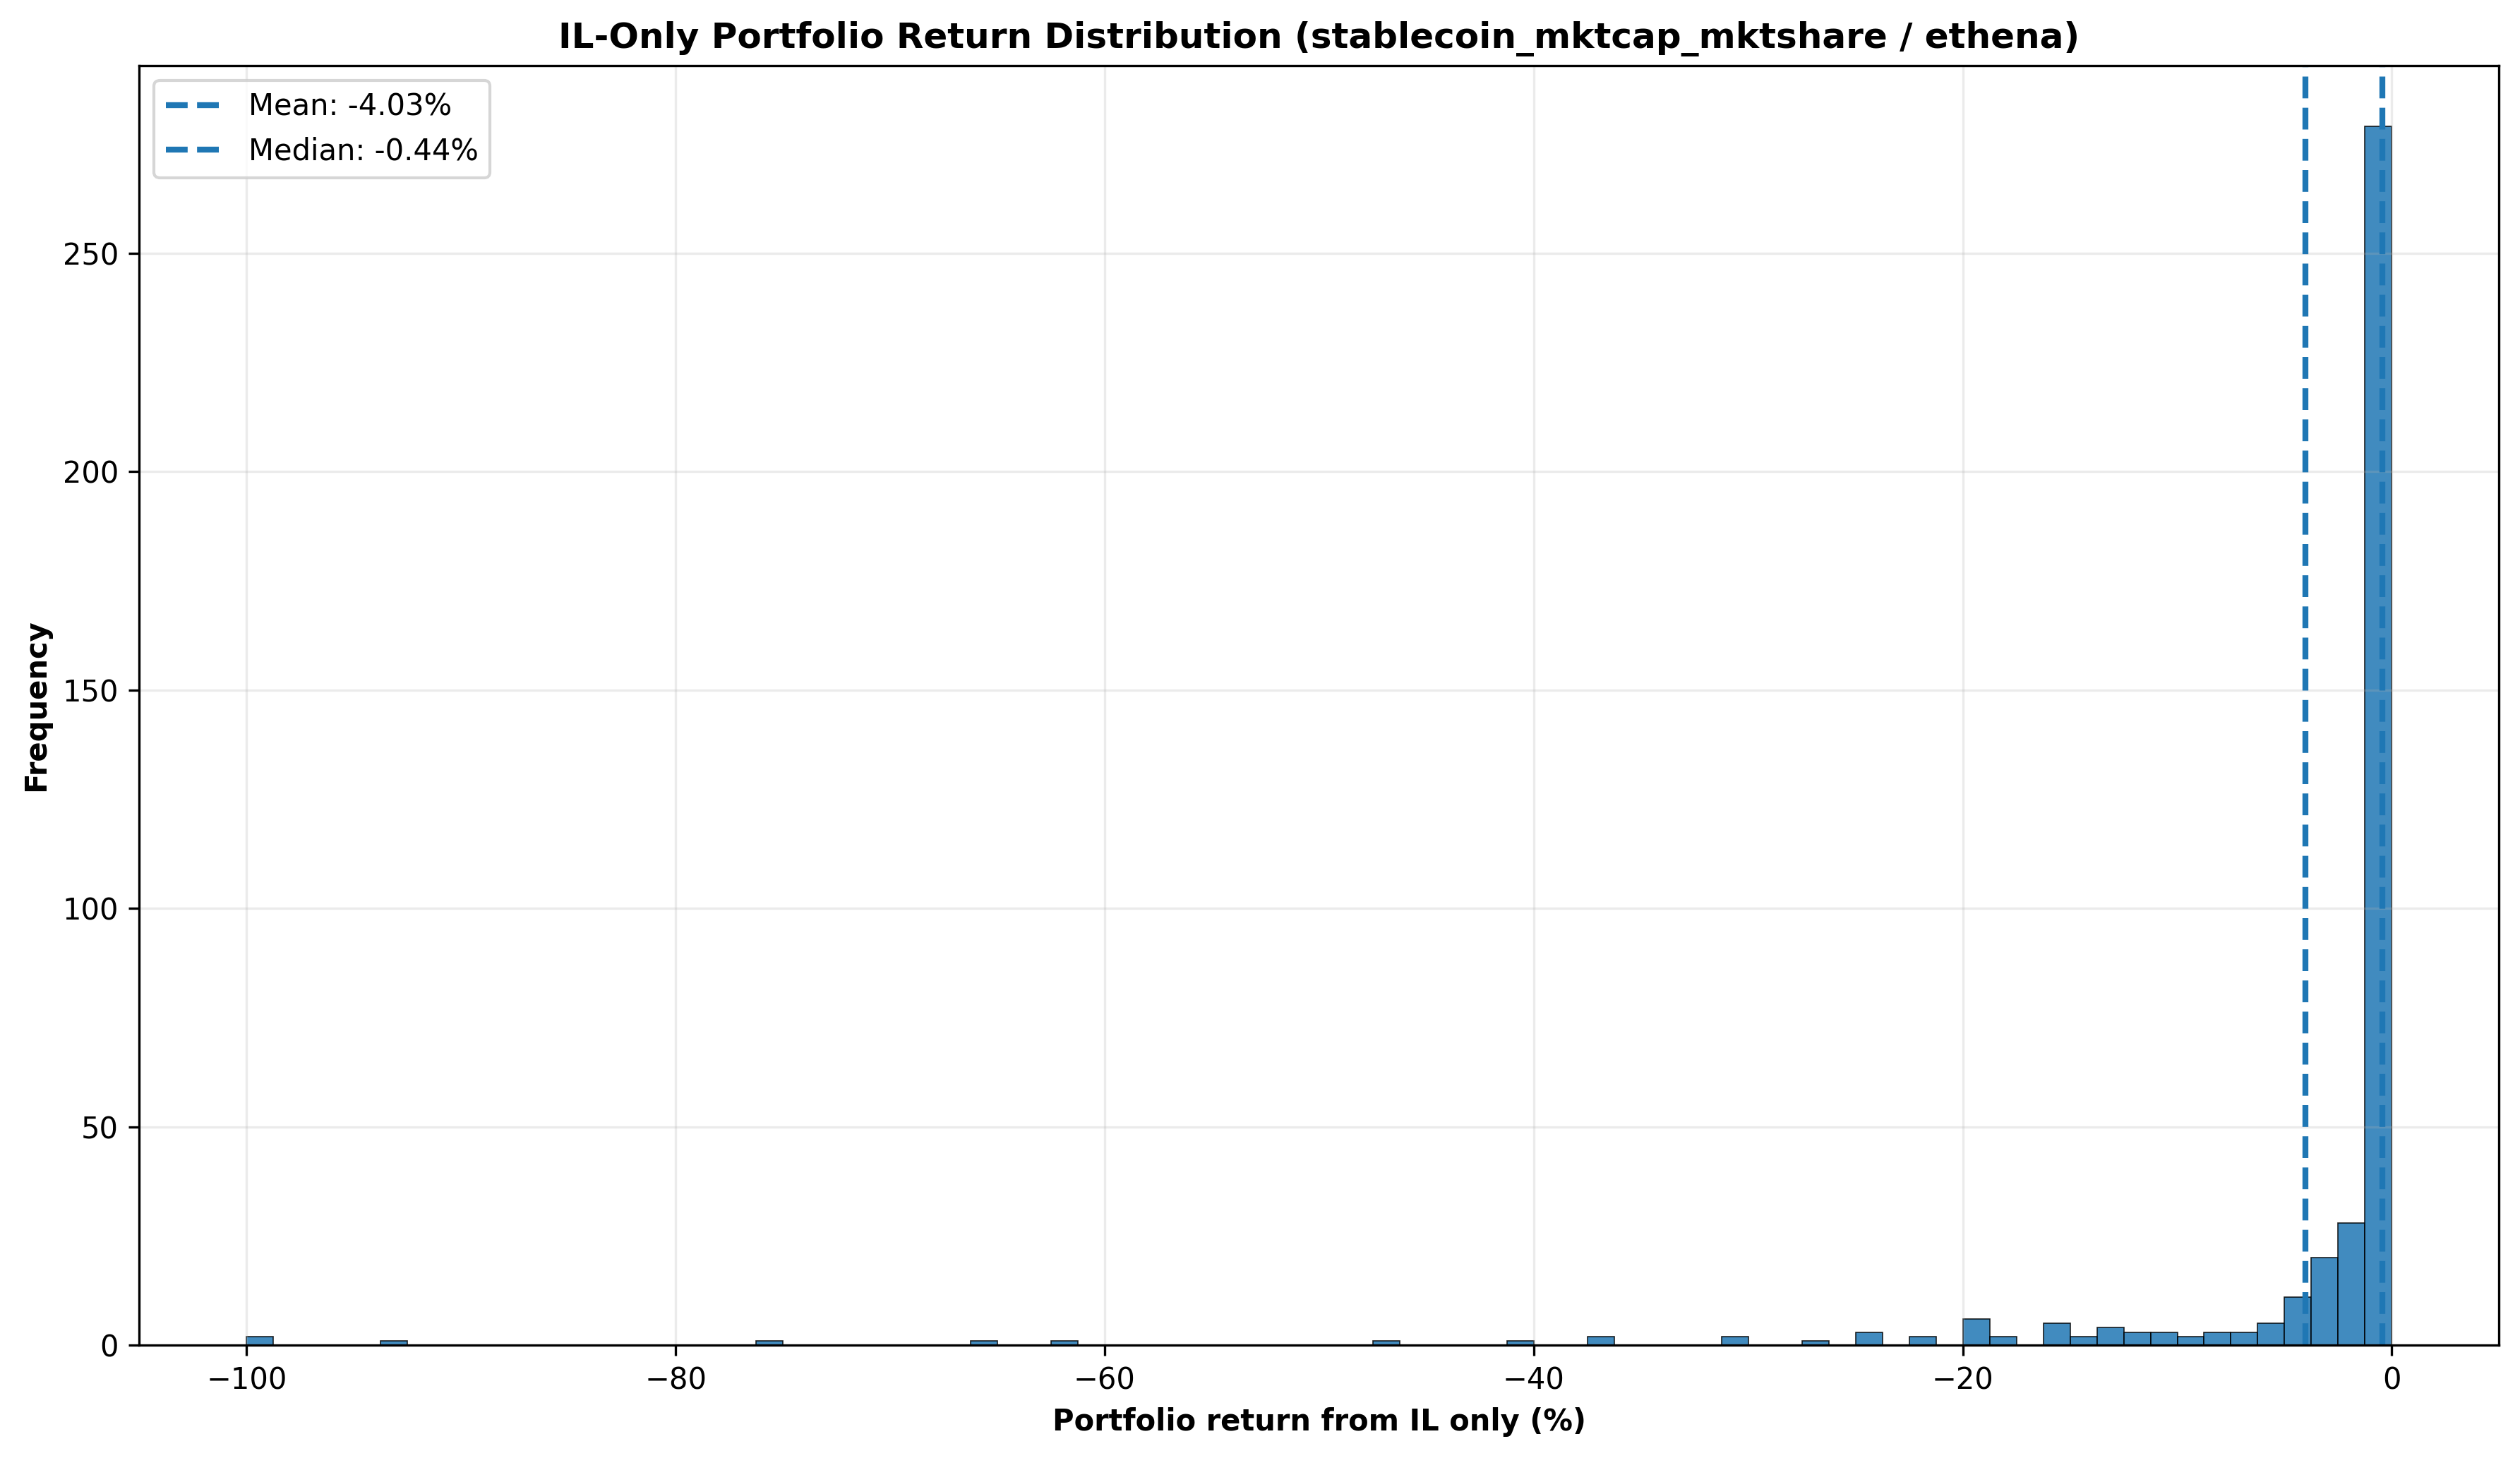 IL-Only Portfolio Return Distribution (stablecoin_mktcap_mktshare / ethena)
Mean: -4.03%
Median: -0.44%
Frequency
250
200
150
100
50
0
−100
−80
−60
−40
−20
0
Portfolio return from IL only (%)